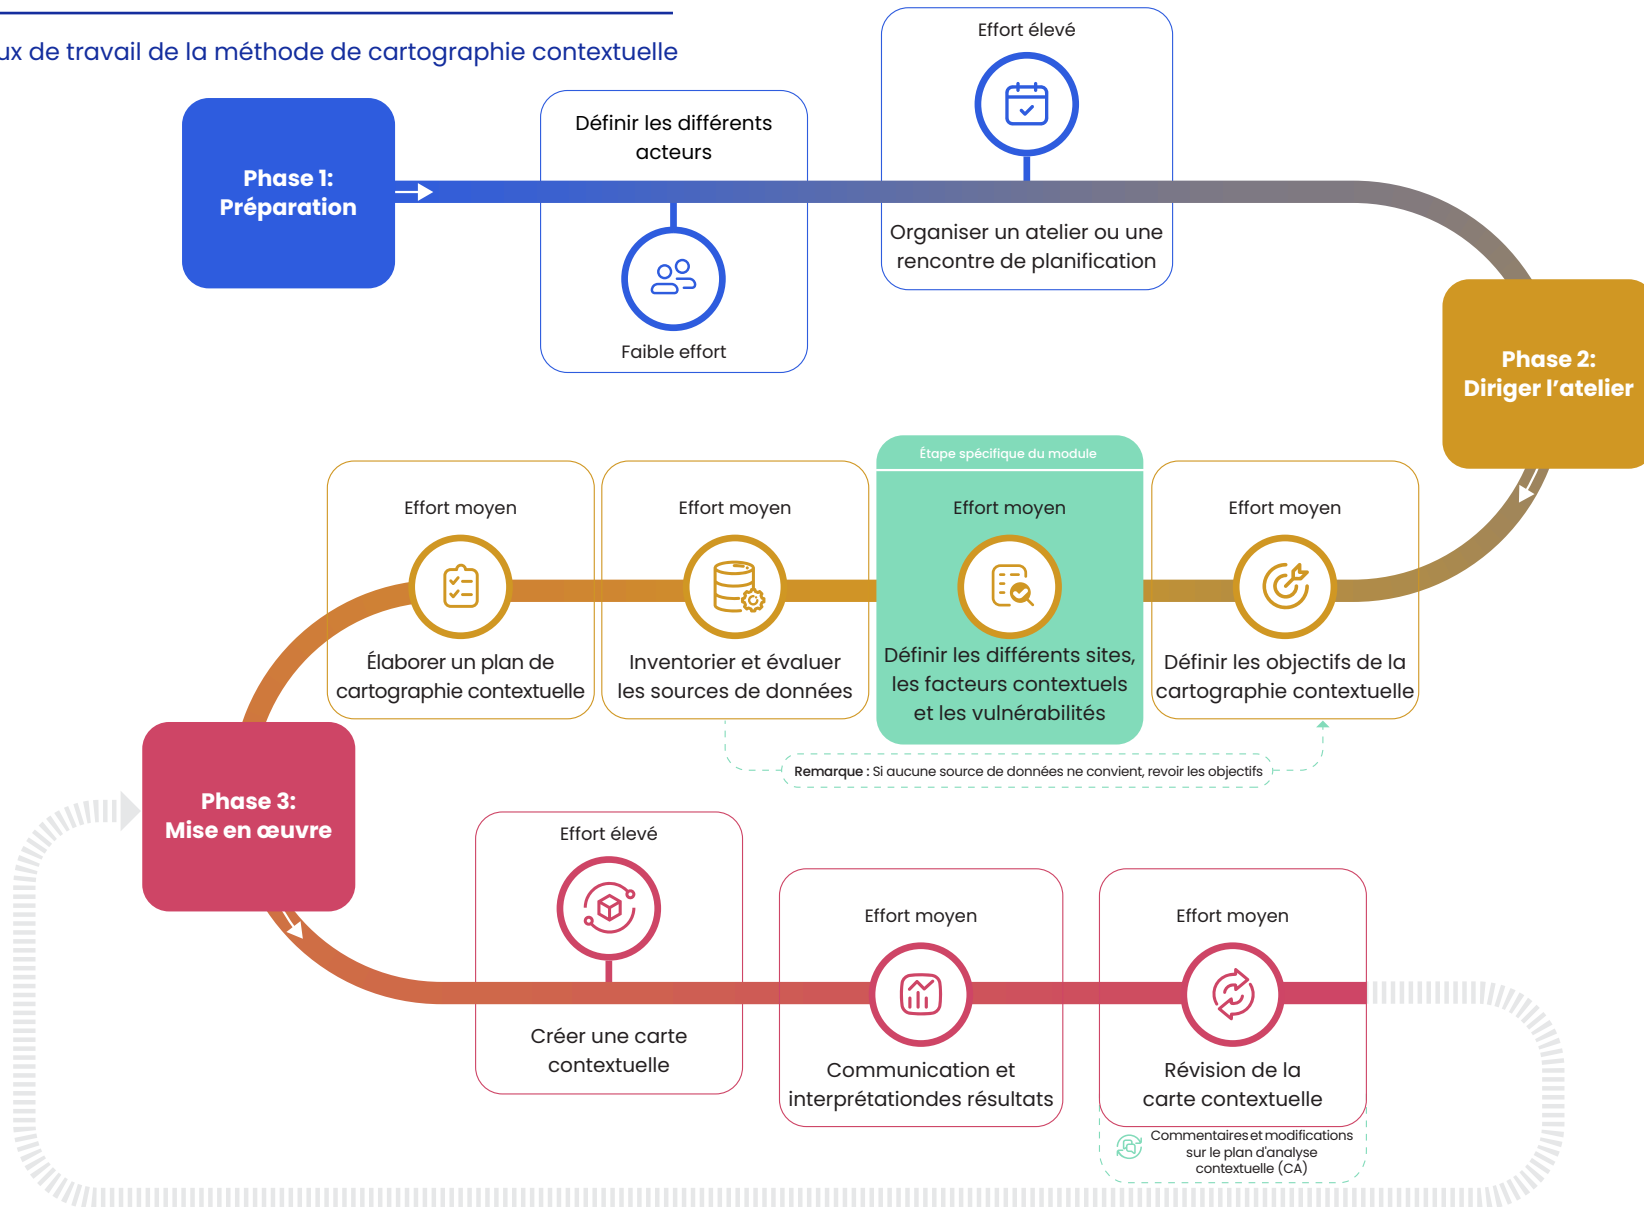 de travail de la méthode de cartographie contextuelle
Phase 1:
Préparation
Définir les différents
acteurs
Faible effort
Effort élevé
Organiser un atelier ou une
rencontre de planification
Phase 2:
Diriger l’atelier
Effort moyen
Définir les objectifs de la
cartographie contextuelle
Étape spécifique du module
Effort moyen
Définir les différents sites,
les facteurs contextuels
et les vulnérabilités
Effort moyen
Inventorier et évaluer
les sources de données
Effort moyen
Élaborer un plan de
cartographie contextuelle
Remarque : Si aucune source de données ne convient, revoir les objectifs
Phase 3:
Mise en œuvre
Effort élevé
Créer une carte
contextuelle
Effort moyen
Communication et
interprétationdes résultats
Effort moyen
Révision de la
carte contextuelle
Commentaires et modifications
sur le plan d'analyse
contextuelle (CA)